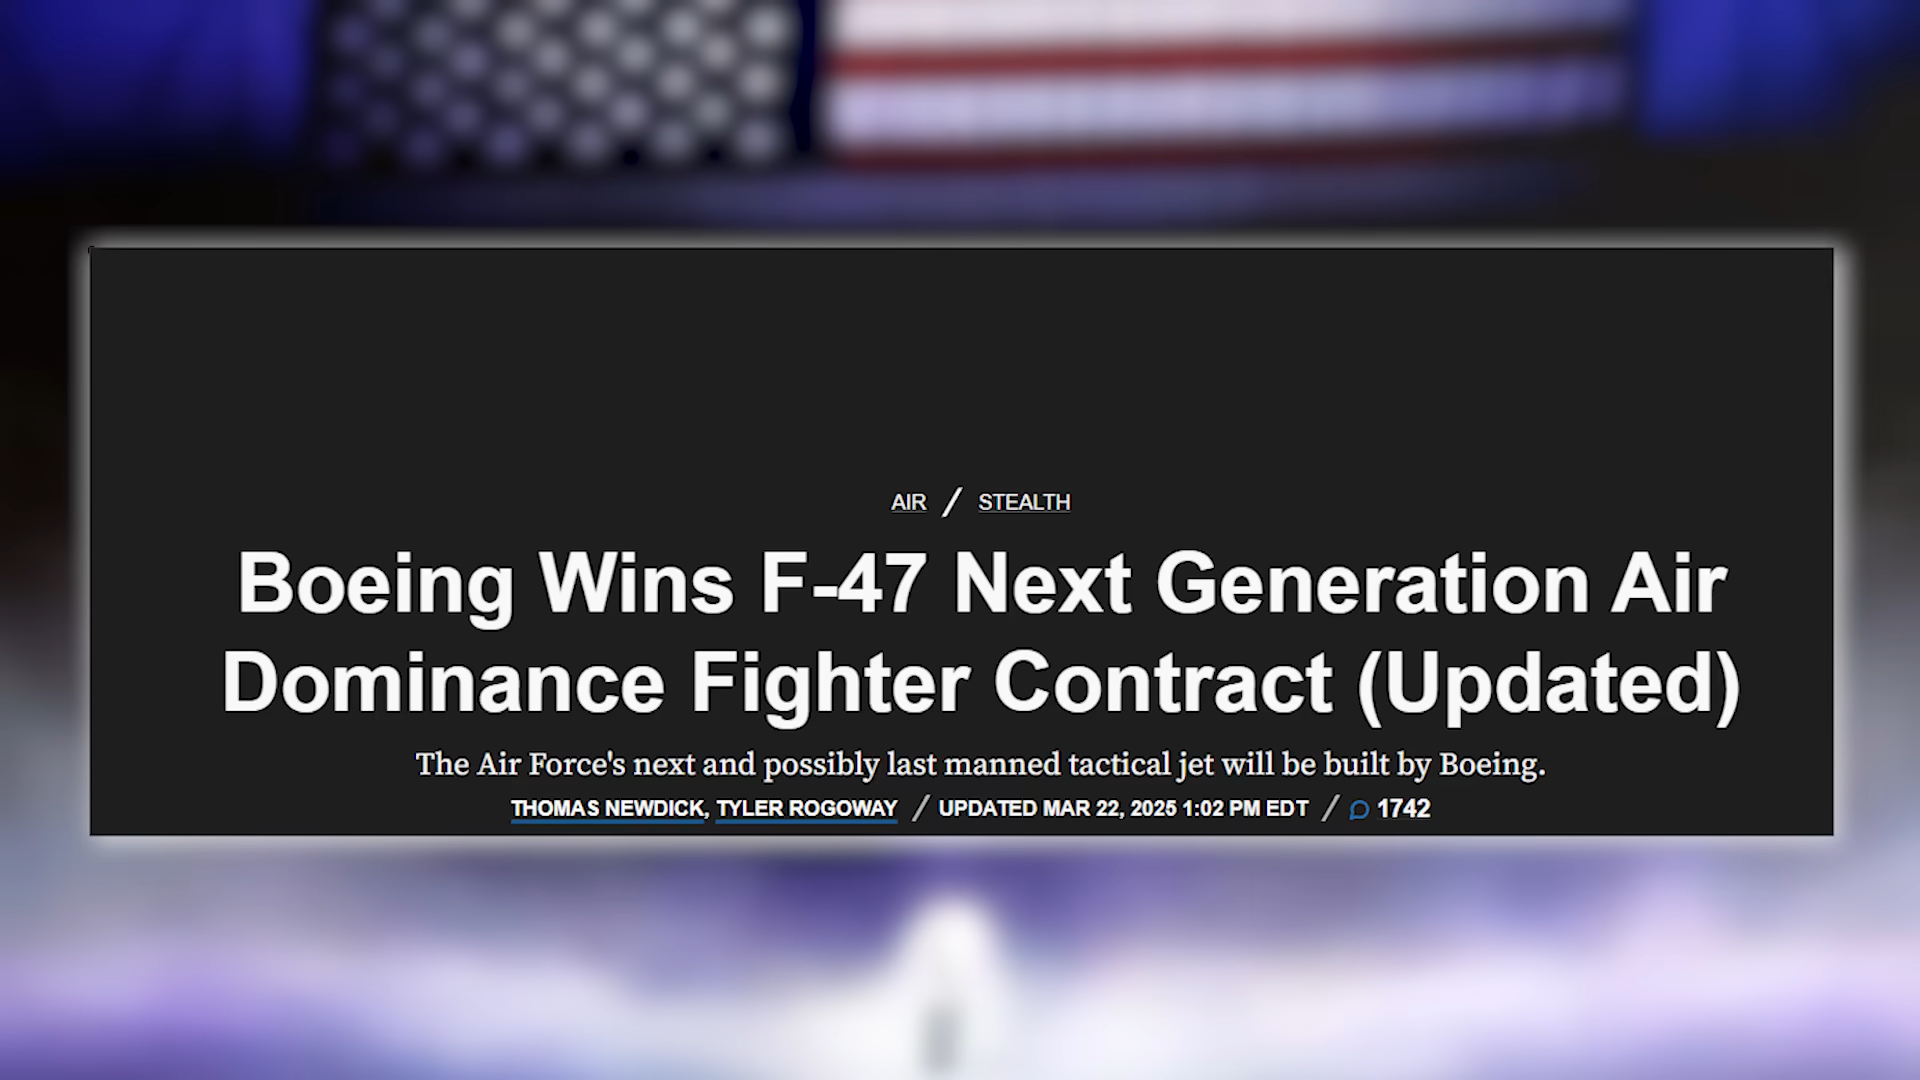 AIR / STEALTH
Boeing Wins F-47 Next Generation Air
Dominance Fighter Contract (Updated)
The Air Force's next and possibly last manned tactical jet will be built by Boeing.
THOMAS NEWDICK, TYLER ROGOWAY / UPDATED MAR 22, 2025 1:02 PM EDT / 1742